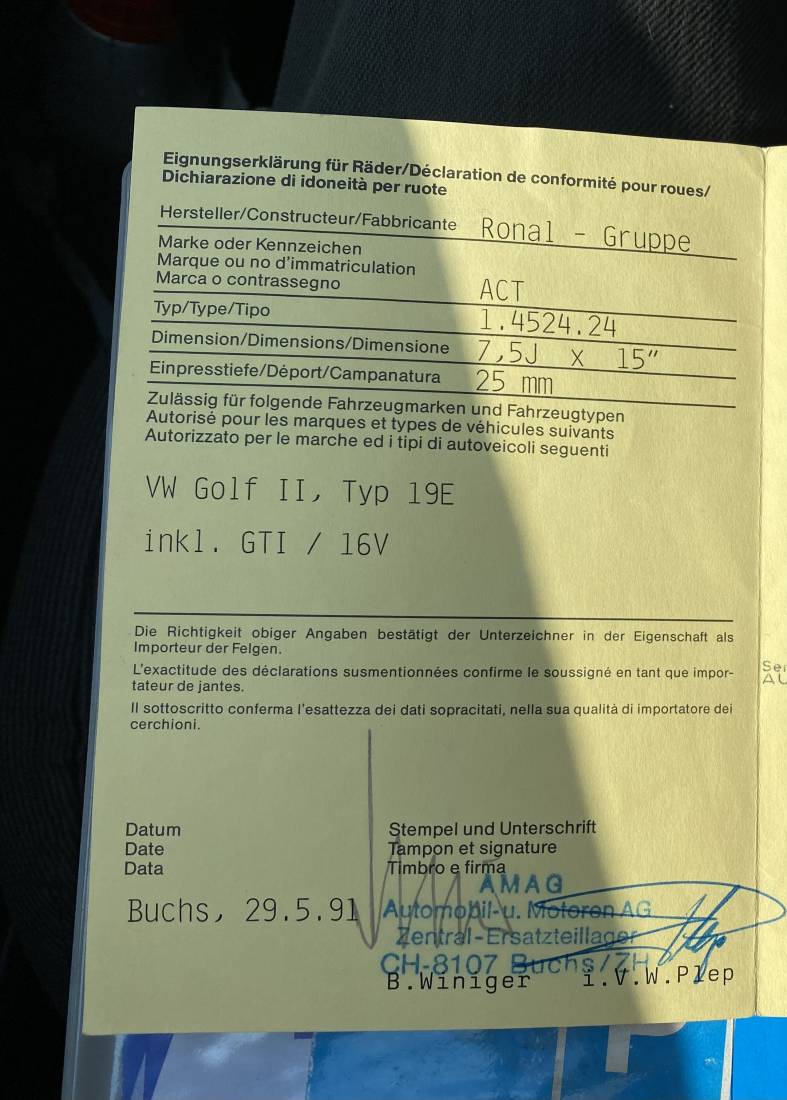 Eignungserklärung für Räder/Déclaration de conformité pour roues/
Dichiarazione di idoneità per ruote
Hersteller/Constructeur/Fabbricante Ronal - Gruppe
Marke oder Kennzeichen
Marque ou no d'immatriculation
Marca o contrassegno ACT
Typ/Type/Tipo 1.4524.24
Dimension/Dimensions/Dimensione 7,5J x 15"
Einpresstiefe/Déport/Campanatura 25 mm
Zulässig für folgende Fahrzeugmarken und Fahrzeugtypen
Autorisé pour les marques et types de véhicules suivants
Autorizzato per le marche ed i tipi di autoveicoli seguenti
VW Golf II, Typ 19E
inkl. GTI / 16V
Die Richtigkeit obiger Angaben bestätigt der Unterzeichner in der Eigenschaft als
Importeur der Felgen.
L'exactitude des déclarations susmentionnées confirme le soussigné en tant que impor-
tateur de jantes.
Il sottoscritto conferma l'esattezza dei dati sopracitati, nella sua qualità di importatore dei
cerchioni.
Datum
Date
Data
Buchs, 29.5.91
Stempel und Unterschrift
Tampon et signature
Timbro e firma
AMAG
Automobil-u. Motoren AG
Zentral-Ersatzteillager
CH-8107 Buchs/ZH
B.Winiger i.V.W.Plep